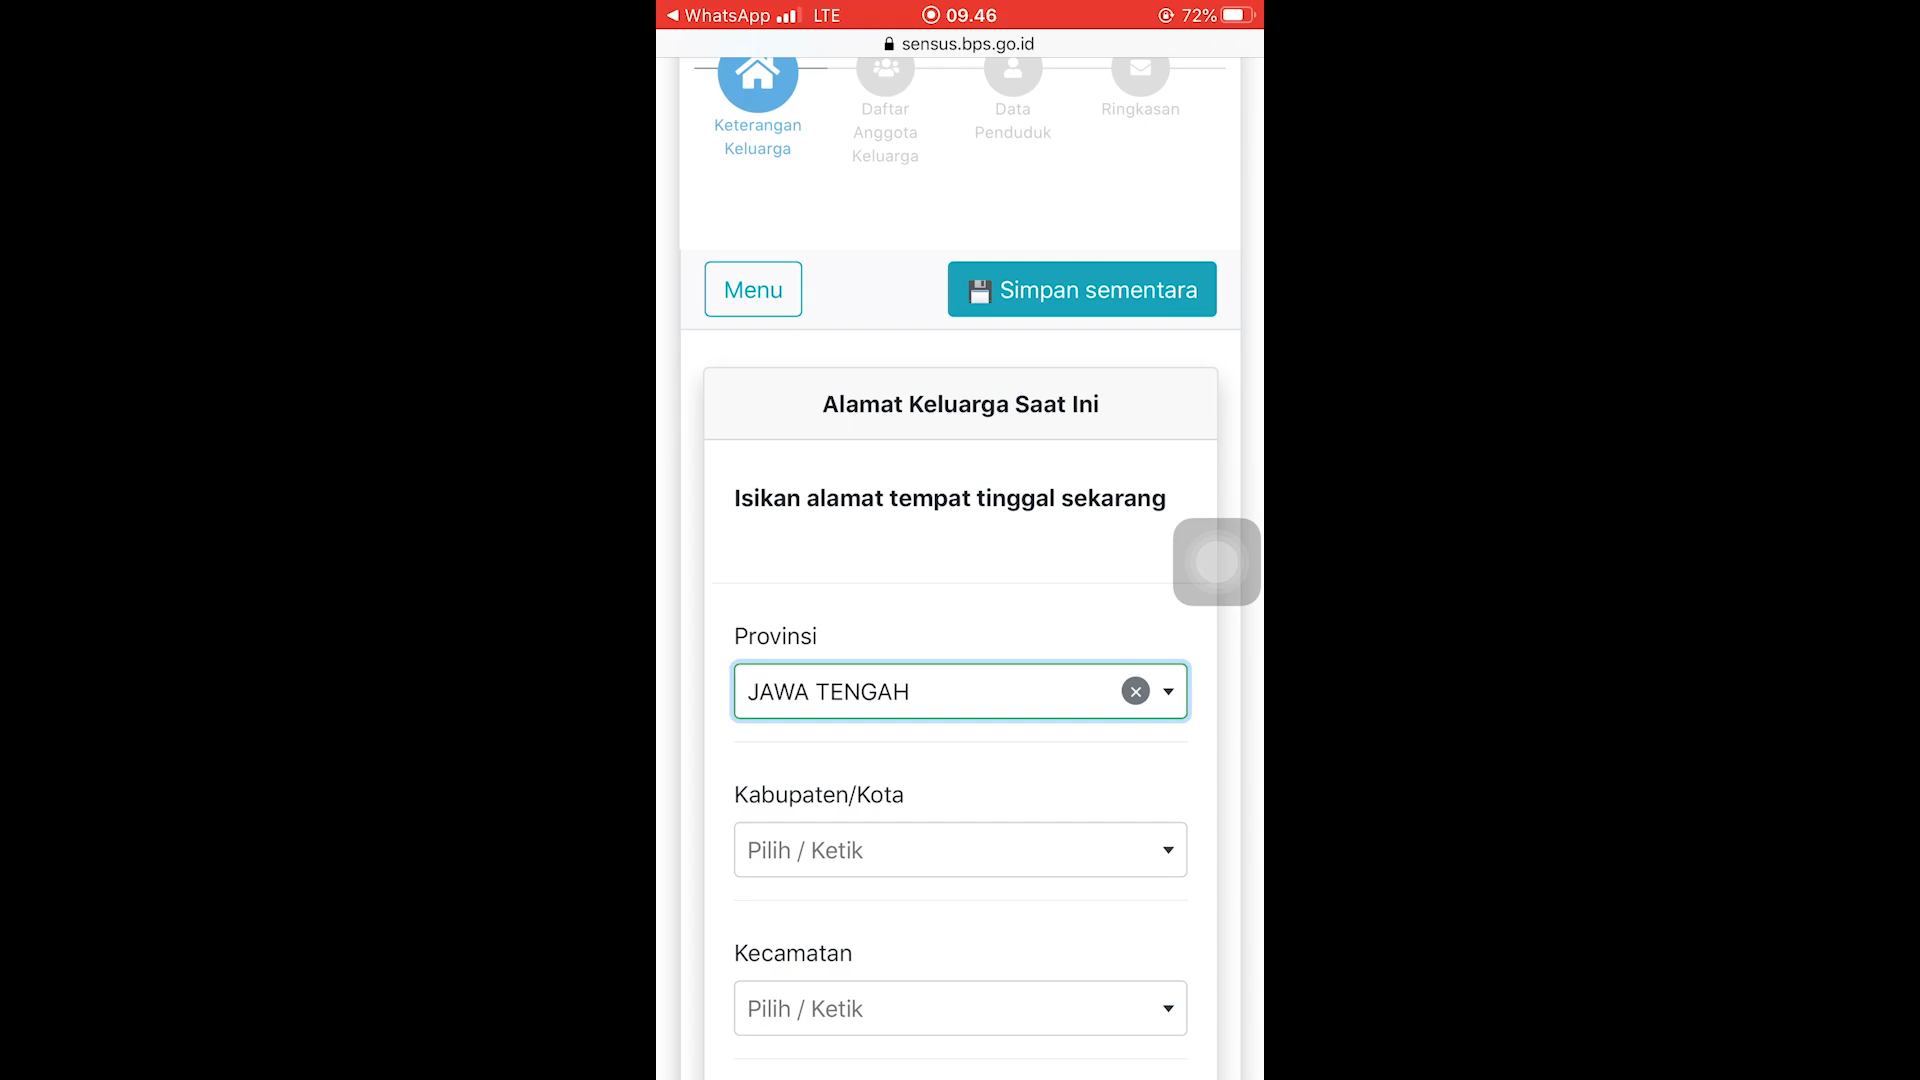 WhatsApp LTE 09.46 72%
sensus.bps.go.id
Keterangan
Keluarga
Daftar
Anggota
Keluarga
Data
Penduduk
Ringkasan
Menu
Simpan sementara
Alamat Keluarga Saat Ini
Isikan alamat tempat tinggal sekarang
Provinsi
JAWA TENGAH
Kabupaten/Kota
Pilih / Ketik
Kecamatan
Pilih / Ketik